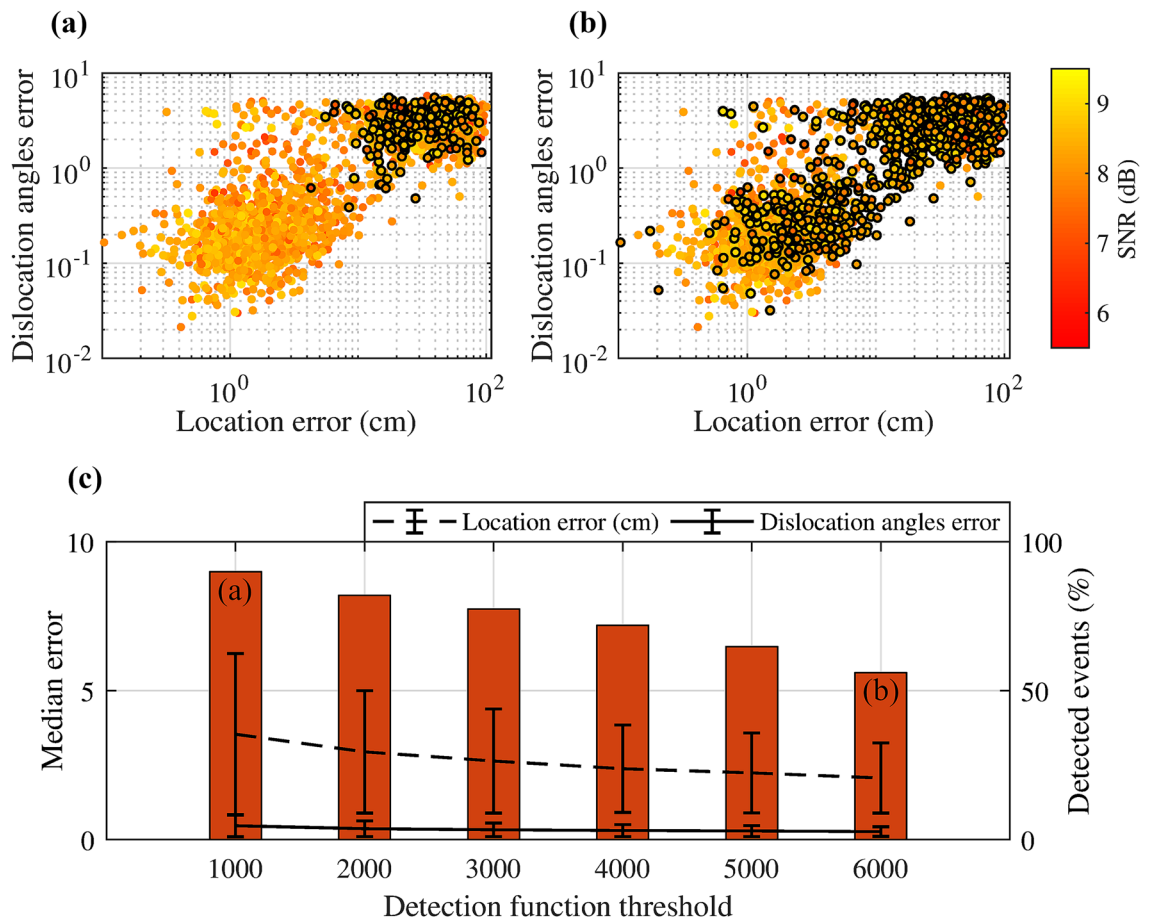 (a)
(b)
Dislocation angles error
10^1
10^0
10^-1
10^-2
10^0
10^2
Location error (cm)
Dislocation angles error
10^1
10^0
10^-1
10^-2
10^0
10^2
Location error (cm)
9
8
7
6
SNR (dB)
(c)
Location error (cm)
Dislocation angles error
Median error
10
5
0
(a)
(b)
100
50
0
Detected events (%)
1000
2000
3000
4000
5000
6000
Detection function threshold